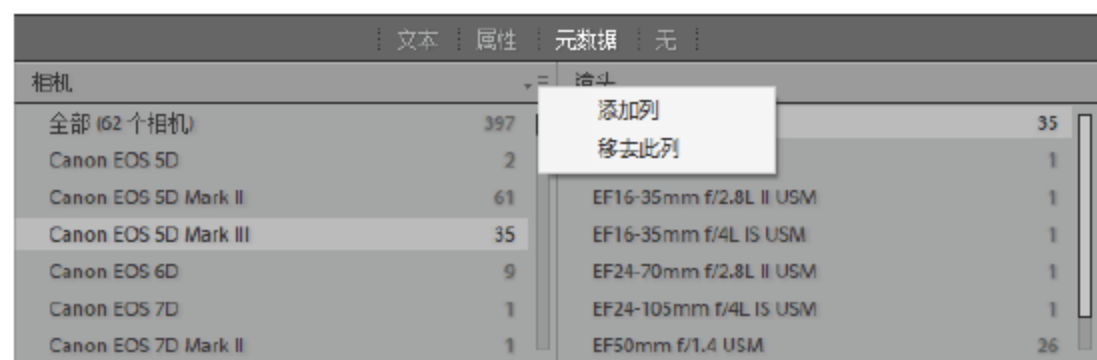 文本 属性 元数据 无
相机 镜头
添加列
移去此列
全部 (62 个相机) 397 35
Canon EOS 5D 2 1
Canon EOS 5D Mark II 61 EF16-35mm f/2.8L II USM 1
Canon EOS 5D Mark III 35 EF16-35mm f/4L IS USM 1
Canon EOS 6D 9 EF24-70mm f/2.8L II USM 1
Canon EOS 7D 1 EF24-105mm f/4L IS USM 1
Canon EOS 7D Mark II 1 EF50mm f/1.4 USM 26